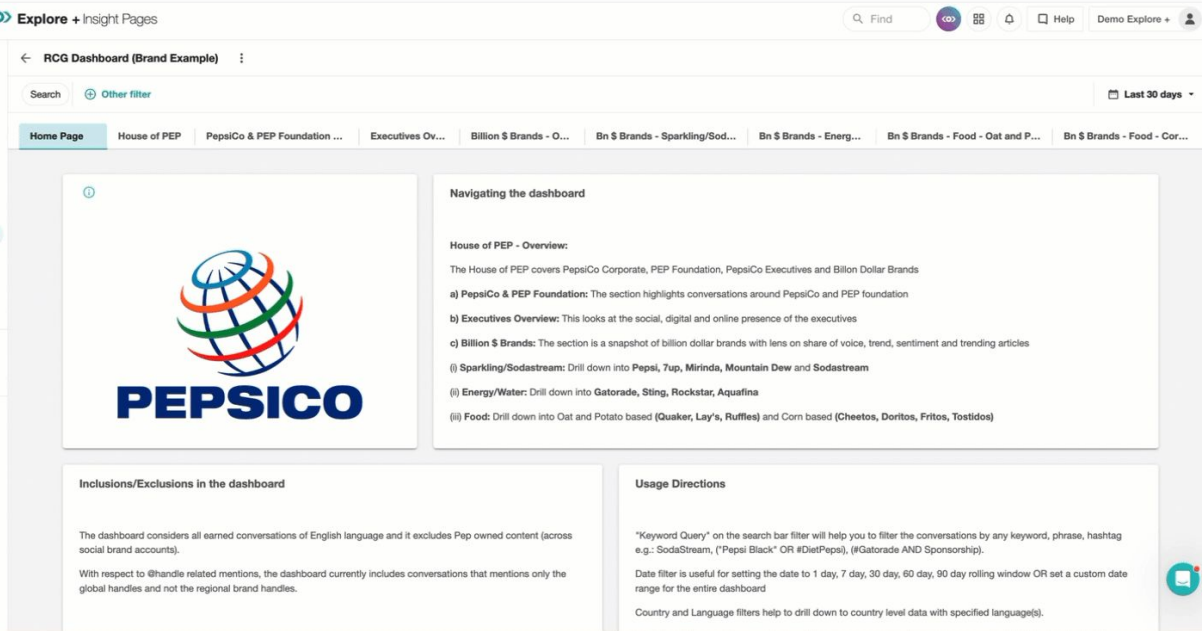 Explore + Insight Pages
Find
Help
Demo Explore +
RCG Dashboard (Brand Example)
Search
Other filter
Last 30 days
Home Page
House of PEP
PepsiCo & PEP Foundation ...
Executives Ov...
Billion $ Brands - O...
Bn $ Brands - Sparkling/Sod...
Bn $ Brands - Energ...
Bn $ Brands - Food - Oat and P...
Bn $ Brands - Food - Cor...
PEPSICO
Navigating the dashboard
House of PEP - Overview:
The House of PEP covers PepsiCo Corporate, PEP Foundation, PepsiCo Executives and Billon Dollar Brands
a) PepsiCo & PEP Foundation: The section highlights conversations around PepsiCo and PEP foundation
b) Executives Overview: This looks at the social, digital and online presence of the executives
c) Billion $ Brands: The section is a snapshot of billion dollar brands with lens on share of voice, trend, sentiment and trending articles
(i) Sparkling/Sodastream: Drill down into Pepsi, 7up, Mirinda, Mountain Dew and Sodastream
(ii) Energy/Water: Drill down into Gatorade, Sting, Rockstar, Aquafina
(iii) Food: Drill down into Oat and Potato based (Quaker, Lay's, Ruffles) and Corn based (Cheetos, Doritos, Fritos, Tostidos)
Inclusions/Exclusions in the dashboard
The dashboard considers all earned conversations of English language and it excludes Pep owned content (across
social brand accounts).
With respect to @handle related mentions, the dashboard currently includes conversations that mentions only the
global handles and not the regional brand handles.
Usage Directions
"Keyword Query" on the search bar filter will help you to filter the conversations by any keyword, phrase, hashtag
e.g.: SodaStream, ("Pepsi Black" OR #DietPepsi), (#Gatorade AND Sponsorship).
Date filter is useful for setting the date to 1 day, 7 day, 30 day, 60 day, 90 day rolling window OR set a custom date
range for the entire dashboard
Country and Language filters help to drill down to country level data with specified language(s).